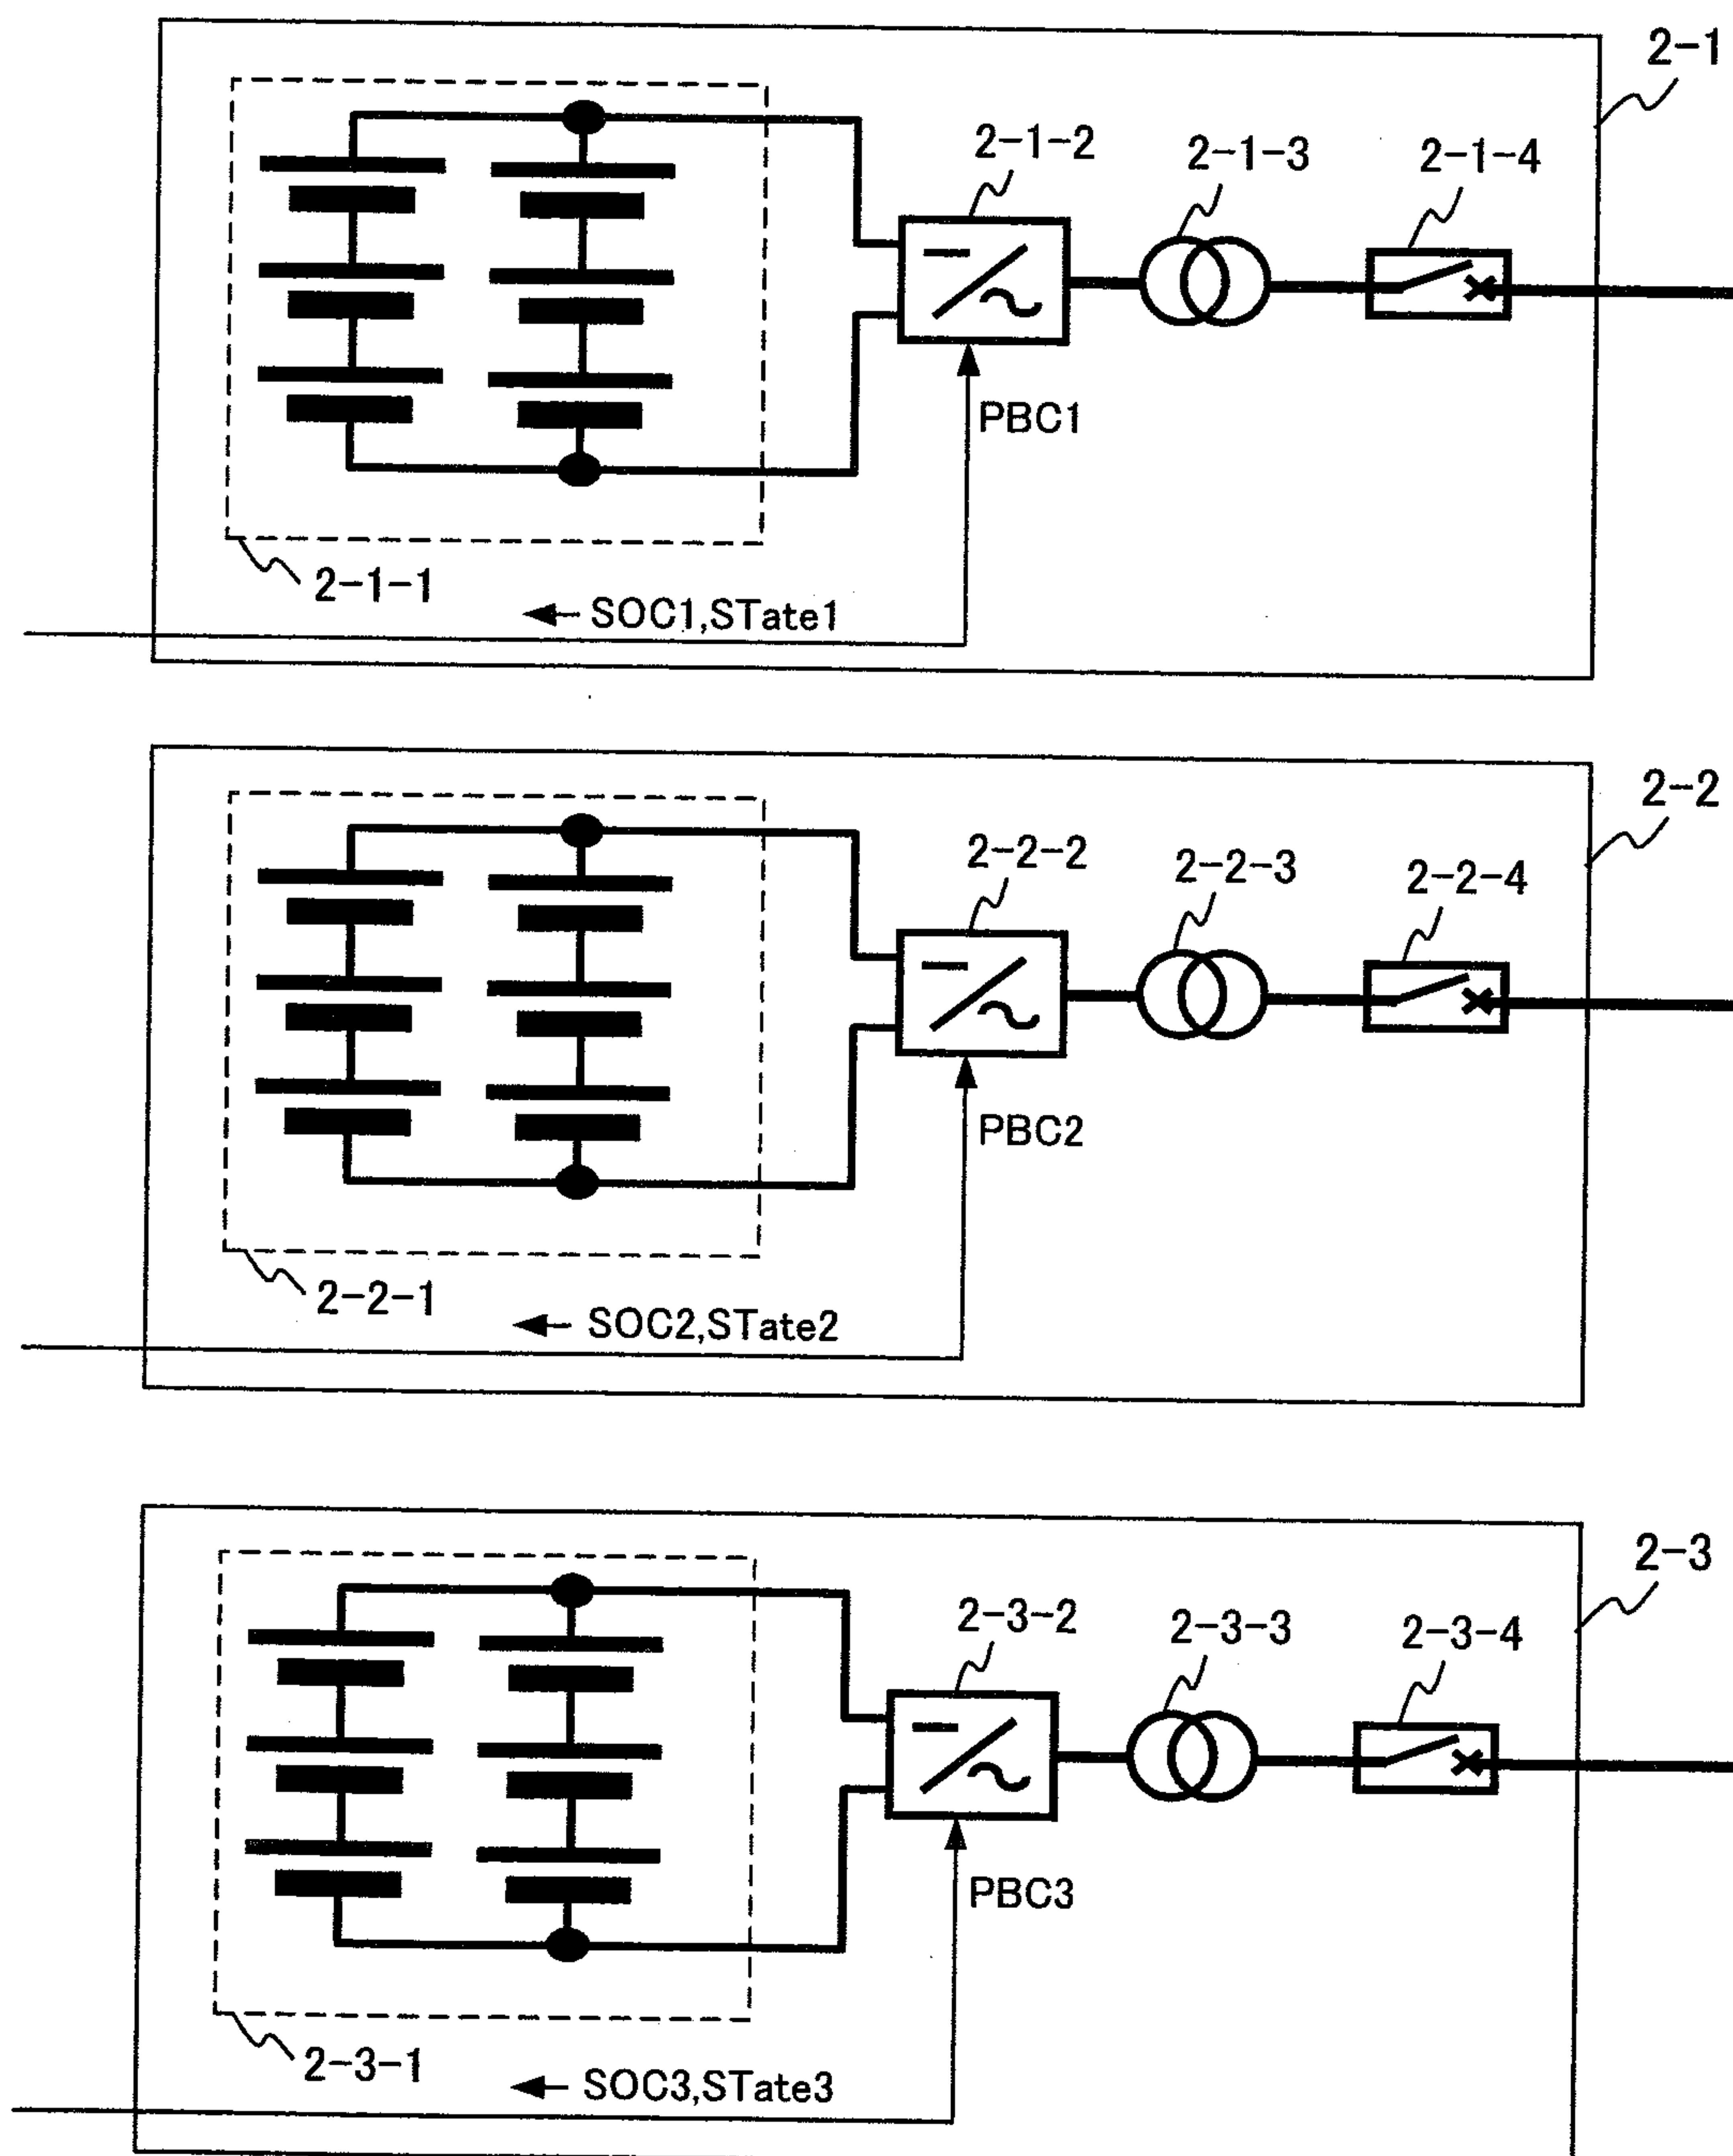 2-1
2-1-2
2-1-3
2-1-4
PBC1
2-1-1
SOC1,STate1
2-2
2-2-2
2-2-3
2-2-4
PBC2
2-2-1
SOC2,STate2
2-3
2-3-2
2-3-3
2-3-4
PBC3
2-3-1
SOC3,STate3